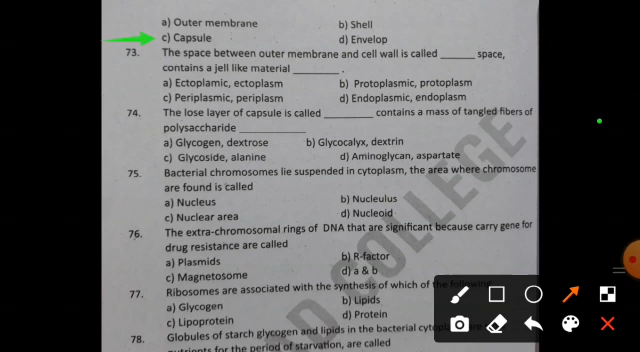 a) Outer membrane b) Shell
c) Capsule d) Envelop
73. The space between outer membrane and cell wall is called ______ space,
contains a jell like material ________ .
a) Ectoplamic, ectoplasm b) Protoplasmic, protoplasm
c) Periplasmic, periplasm d) Endoplasmic, endoplasm
74. The lose layer of capsule is called ________ contains a mass of tangled fibers of
polysaccharide ___________
a) Glycogen, dextrose b) Glycocalyx, dextrin
c) Glycoside, alanine d) Aminoglycan, aspartate
75. Bacterial chromosomes lie suspended in cytoplasm, the area where chromosome
are found is called
a) Nucleus b) Nucleulus
c) Nuclear area d) Nucleoid
76. The extra-chromosomal rings of DNA that are significant because carry gene for
drug resistance are called
a) Plasmids b) R-factor
c) Magnetosome d) a & b
77. Ribosomes are associated with the synthesis of which of the following
a) Glycogen b) Lipids
c) Lipoprotein d) Protein
78. Globules of starch glycogen and lipids in the bacterial
nutrients for the period of starvation, are called
COLLEGE